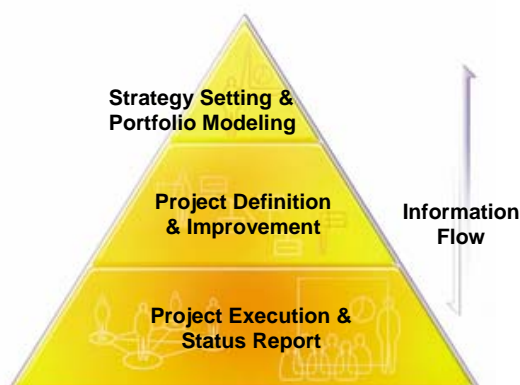 Strategy Setting &
Portfolio Modeling
Project Definition
& Improvement
Information
Flow
Project Execution &
Status Report